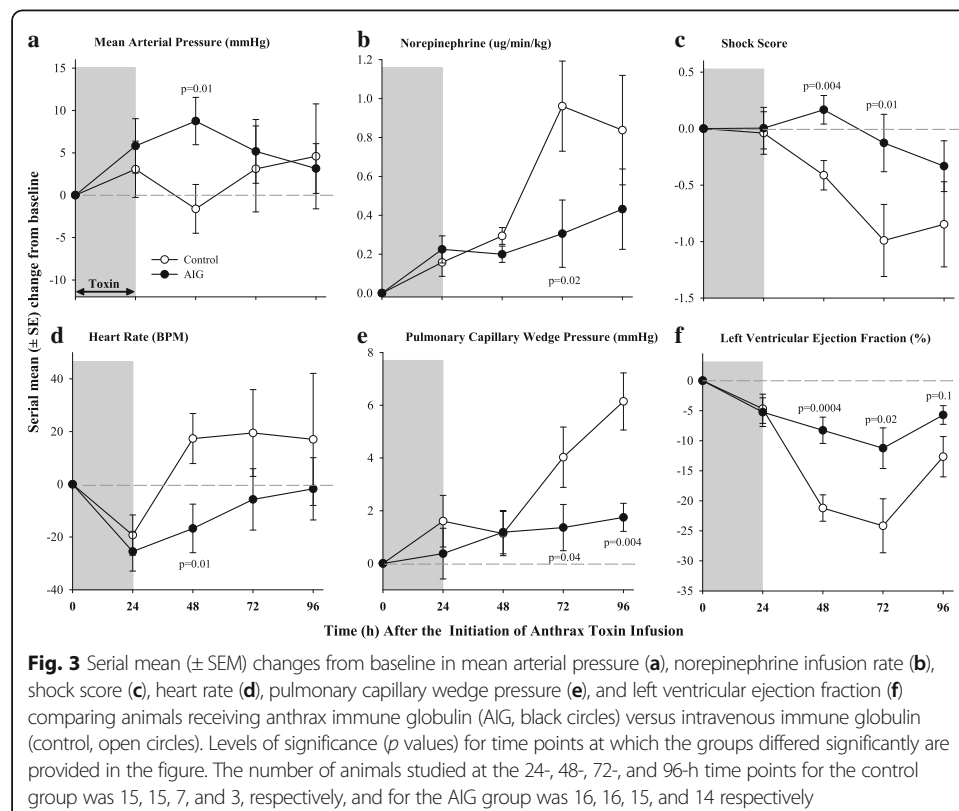 a Mean Arterial Pressure (mmHg)
b Norepinephrine (ug/min/kg)
c Shock Score
Serial mean (± SE) change from baseline
15
10
5
0
-5
-10
p=0.01
Control
AIG
Toxin
1.2
1.0
0.8
0.6
0.4
0.2
0.0
p=0.02
0.5
0.0
-0.5
-1.0
-1.5
p=0.004
p=0.01
d Heart Rate (BPM)
e Pulmonary Capillary Wedge Pressure (mmHg)
f Left Ventricular Ejection Fraction (%)
40
20
0
-20
-40
p=0.01
0 24 48 72 96
8
6
4
2
0
p=0.04
p=0.004
0 24 48 72 96
0
-5
-10
-15
-20
-25
-30
-35
p=0.0004
p=0.02
p=0.1
0 24 48 72 96
Time (h) After the Initiation of Anthrax Toxin Infusion
Fig. 3 Serial mean (± SEM) changes from baseline in mean arterial pressure (a), norepinephrine infusion rate (b),
shock score (c), heart rate (d), pulmonary capillary wedge pressure (e), and left ventricular ejection fraction (f)
comparing animals receiving anthrax immune globulin (AIG, black circles) versus intravenous immune globulin
(control, open circles). Levels of significance (p values) for time points at which the groups differed significantly are
provided in the figure. The number of animals studied at the 24-, 48-, 72-, and 96-h time points for the control
group was 15, 15, 7, and 3, respectively, and for the AIG group was 16, 16, 15, and 14 respectively